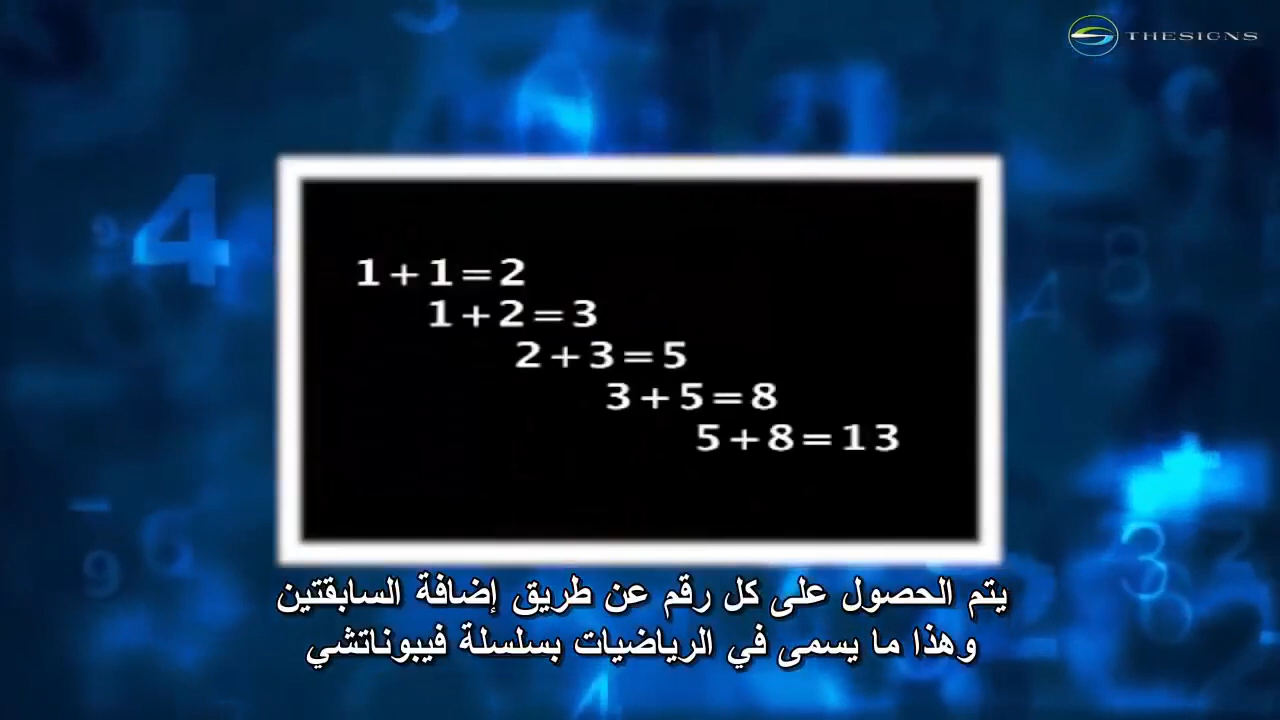 THESIGNS
1+1=2
1+2=3
2+3=5
3+5=8
5+8=13
يتم الحصول على كل رقم عن طريق إضافة السابقتين
وهذا ما يسمى في الرياضيات بسلسلة فيبوناتشي